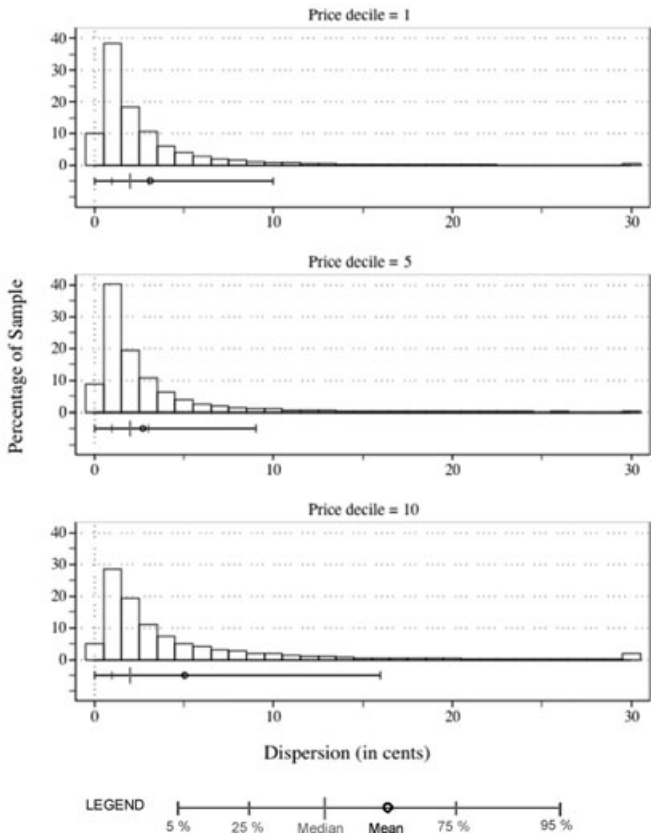 Price decile = 1
40
30
20
10
0
0 10 20 30
Price decile = 5
40
30
20
10
0
0 10 20 30
Price decile = 10
40
30
20
10
0
0 10 20 30
Percentage of Sample
Dispersion (in cents)
LEGEND
5 % 25 % Median Mean 75 % 95 %